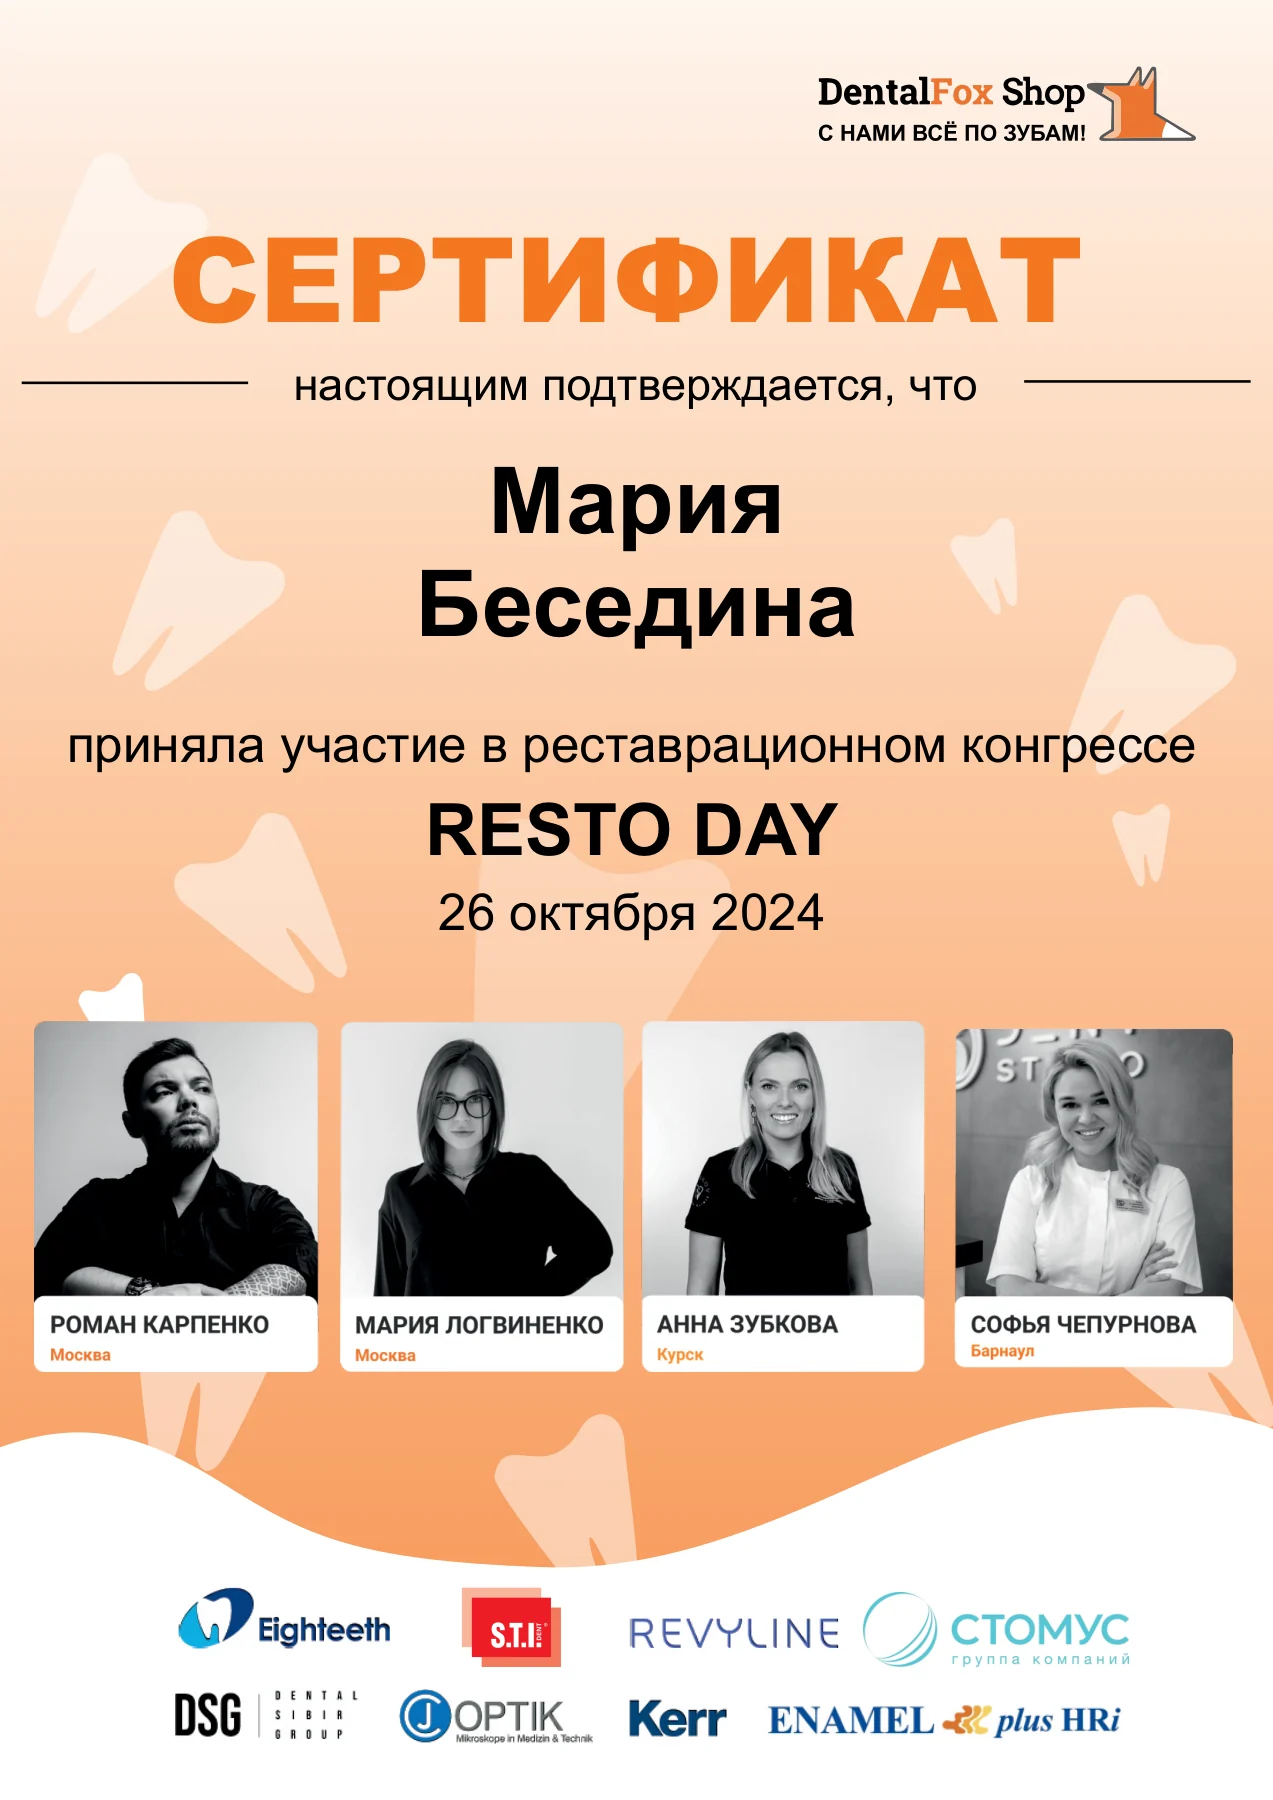 DentalFox Shop
С НАМИ ВСЁ ПО ЗУБАМ!
СЕРТИФИКАТ
настоящим подтверждается, что
Мария
Беседина
приняла участие в реставрационном конгрессе
RESTO DAY
26 октября 2024
ST
РОМАН КАРПЕНКО
Москва
МАРИЯ ЛОГВИНЕНКО
Москва
АННА ЗУБКОВА
Курск
СОФЬЯ ЧЕПУРНОВА
Барнаул
Eighteeth
S.T.I. DENT
REVYLINE
СТОМУС
группа компаний
DSG
DENTAL
SIBIR
GROUP
OPTIK
Mikroskope in Medizin & Technik
Kerr
ENAMEL plus HRi